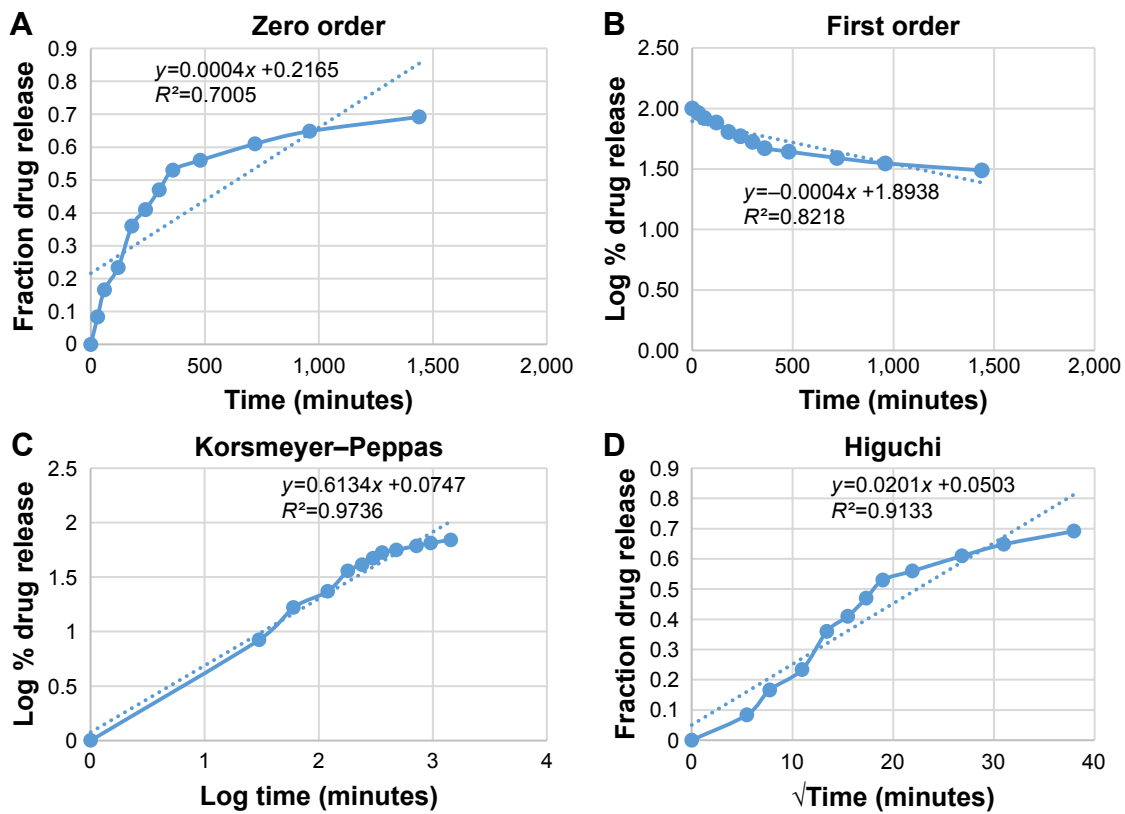 A
Zero order
y=0.0004x +0.2165
R²=0.7005
Fraction drug release
0.9
0.8
0.7
0.6
0.5
0.4
0.3
0.2
0.1
0
0
500
1,000
1,500
2,000
Time (minutes)
B
First order
2.50
2.00
1.50
1.00
0.50
0.00
Log % drug release
y=–0.0004x +1.8938
R²=0.8218
0
500
1,000
1,500
2,000
Time (minutes)
C
Korsmeyer–Peppas
y=0.6134x +0.0747
R²=0.9736
Log % drug release
2.5
2
1.5
1
0.5
0
0
1
2
3
4
Log time (minutes)
D
Higuchi
y=0.0201x +0.0503
R²=0.9133
Fraction drug release
0.9
0.8
0.7
0.6
0.5
0.4
0.3
0.2
0.1
0
0
10
20
30
40
√Time (minutes)